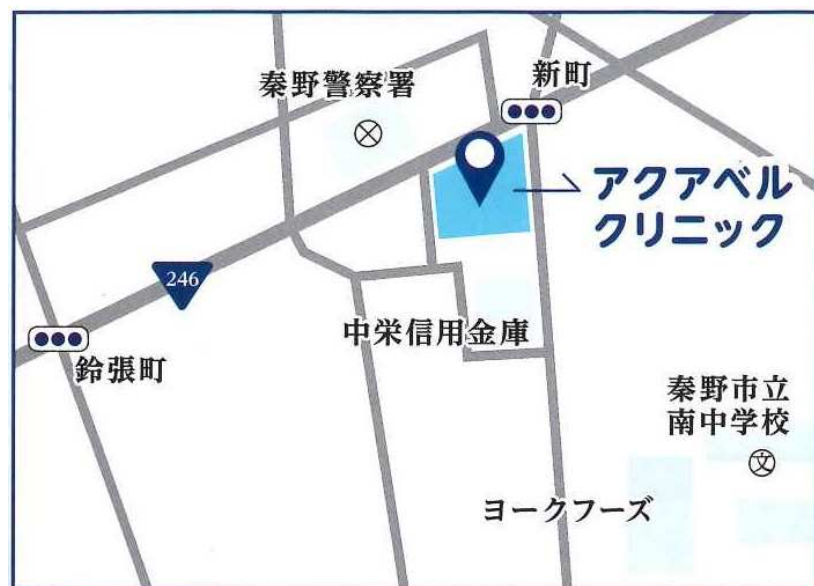 秦野警察署
新町
アクアベル
クリニック
246
中栄信用金庫
鈴張町
秦野市立
南中学校
文
ヨークフーズ